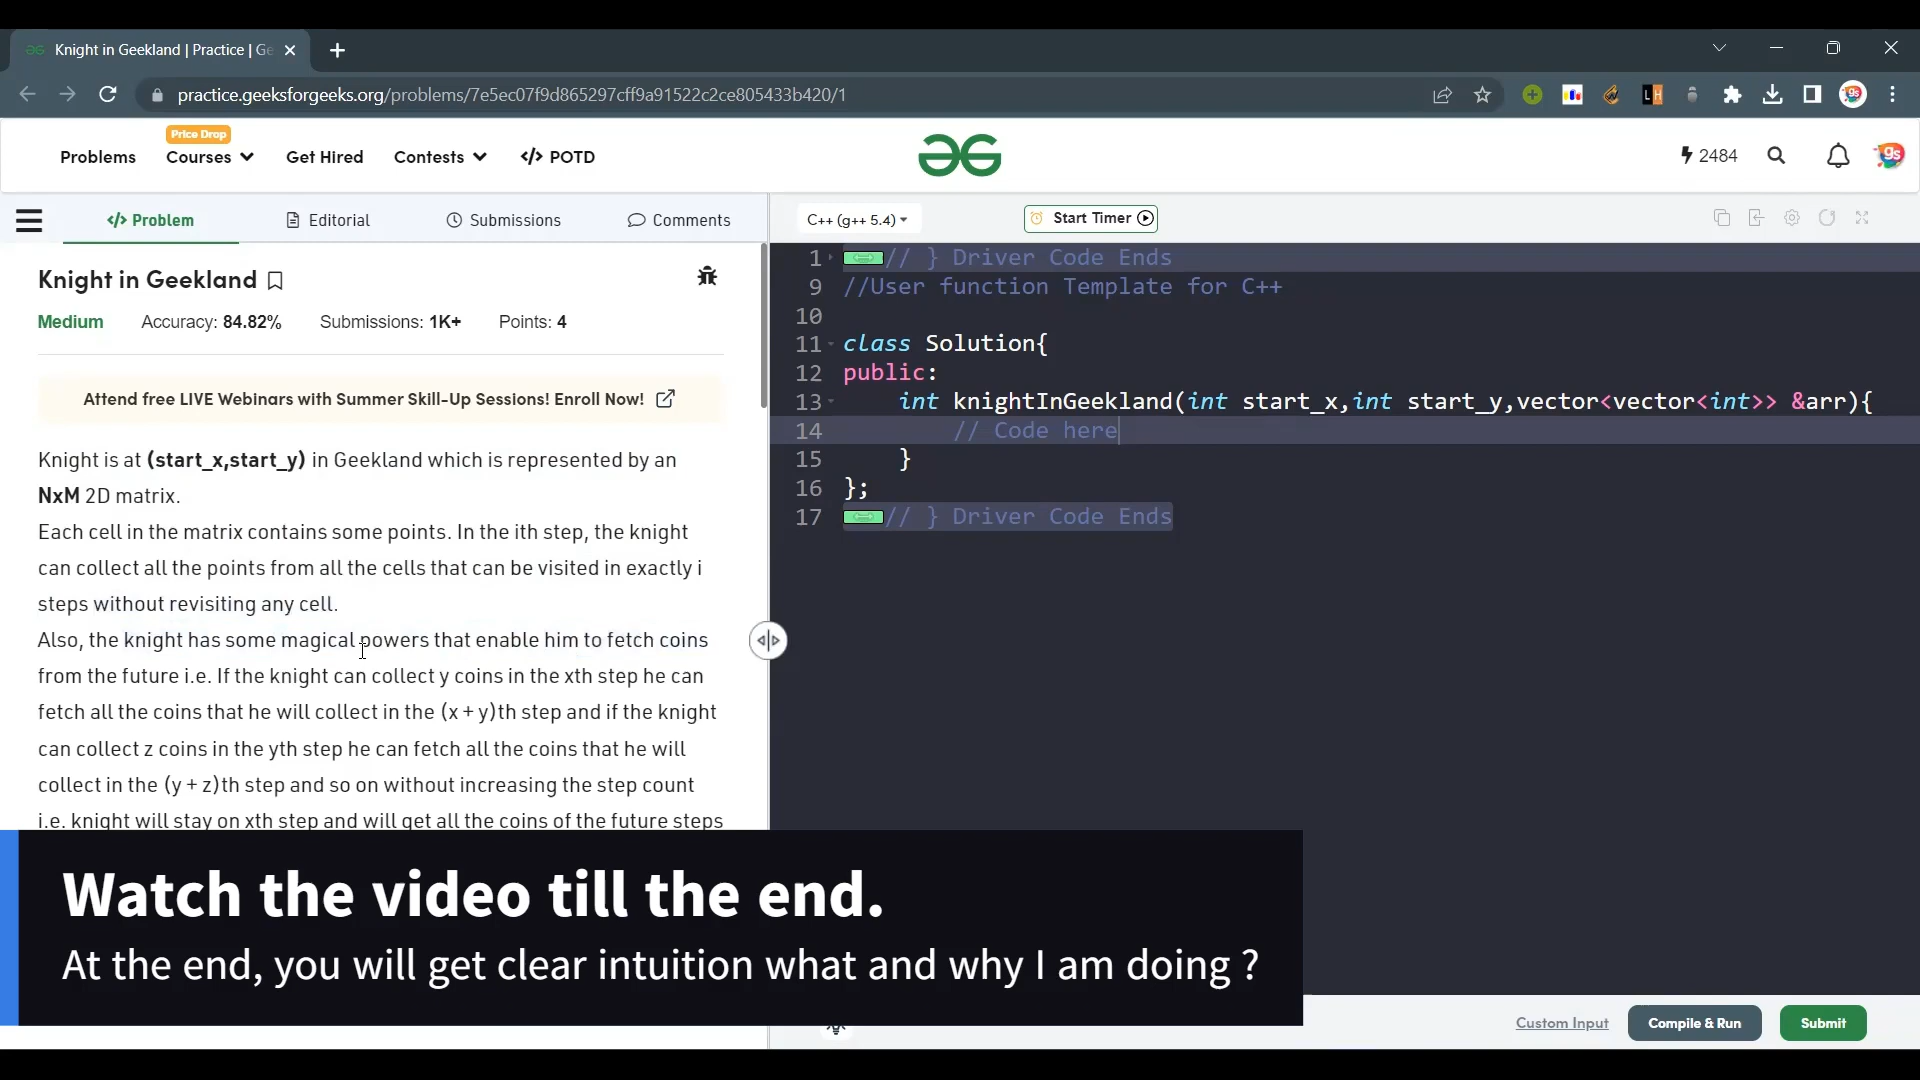 Knight in Geekland | Practice | Ge
practice.geeksforgeeks.org/problems/7e5ec07f9d865297cff9a91522c2ce805433b420/1
Price Drop
Problems Courses Get Hired Contests </> POTD
2484
gs
</> Problem Editorial Submissions Comments
C++ (g++ 5.4) Start Timer
Knight in Geekland
Medium Accuracy: 84.82% Submissions: 1K+ Points: 4
Attend free LIVE Webinars with Summer Skill-Up Sessions! Enroll Now!
Knight is at (start_x,start_y) in Geekland which is represented by an
NxM 2D matrix.
Each cell in the matrix contains some points. In the ith step, the knight
can collect all the points from all the cells that can be visited in exactly i
steps without revisiting any cell.
Also, the knight has some magical powers that enable him to fetch coins
from the future i.e. If the knight can collect y coins in the xth step he can
fetch all the coins that he will collect in the (x + y)th step and if the knight
can collect z coins in the yth step he can fetch all the coins that he will
collect in the (y + z)th step and so on without increasing the step count
i.e. knight will stay on xth step and will get all the coins of the future steps
1 // } Driver Code Ends
9 //User function Template for C++
10
11 class Solution{
12 public:
13 int knightInGeekland(int start_x,int start_y,vector<vector<int>> &arr){
14 // Code here
15 }
16 };
17 // } Driver Code Ends
Watch the video till the end.
At the end, you will get clear intuition what and why I am doing ?
Custom Input Compile & Run Submit